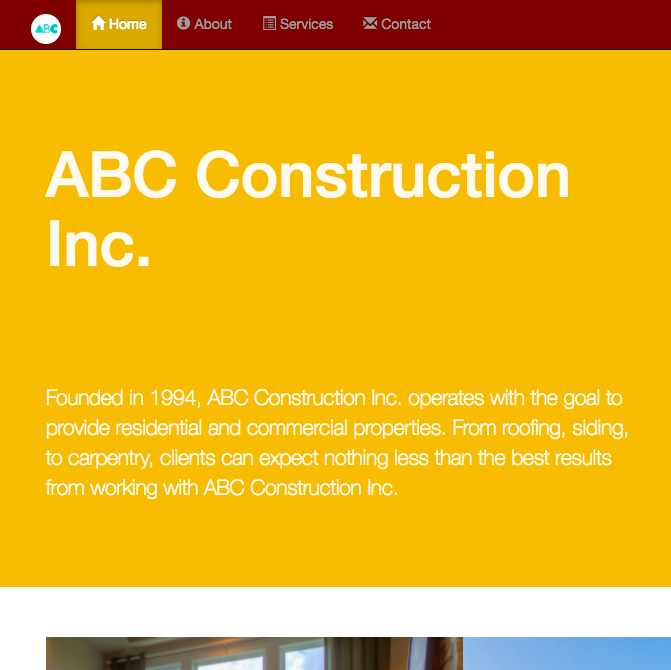 ABC Home About Services Contact
ABC Construction
Inc.
Founded in 1994, ABC Construction Inc. operates with the goal to
provide residential and commercial properties. From roofing, siding,
to carpentry, clients can expect nothing less than the best results
from working with ABC Construction Inc.